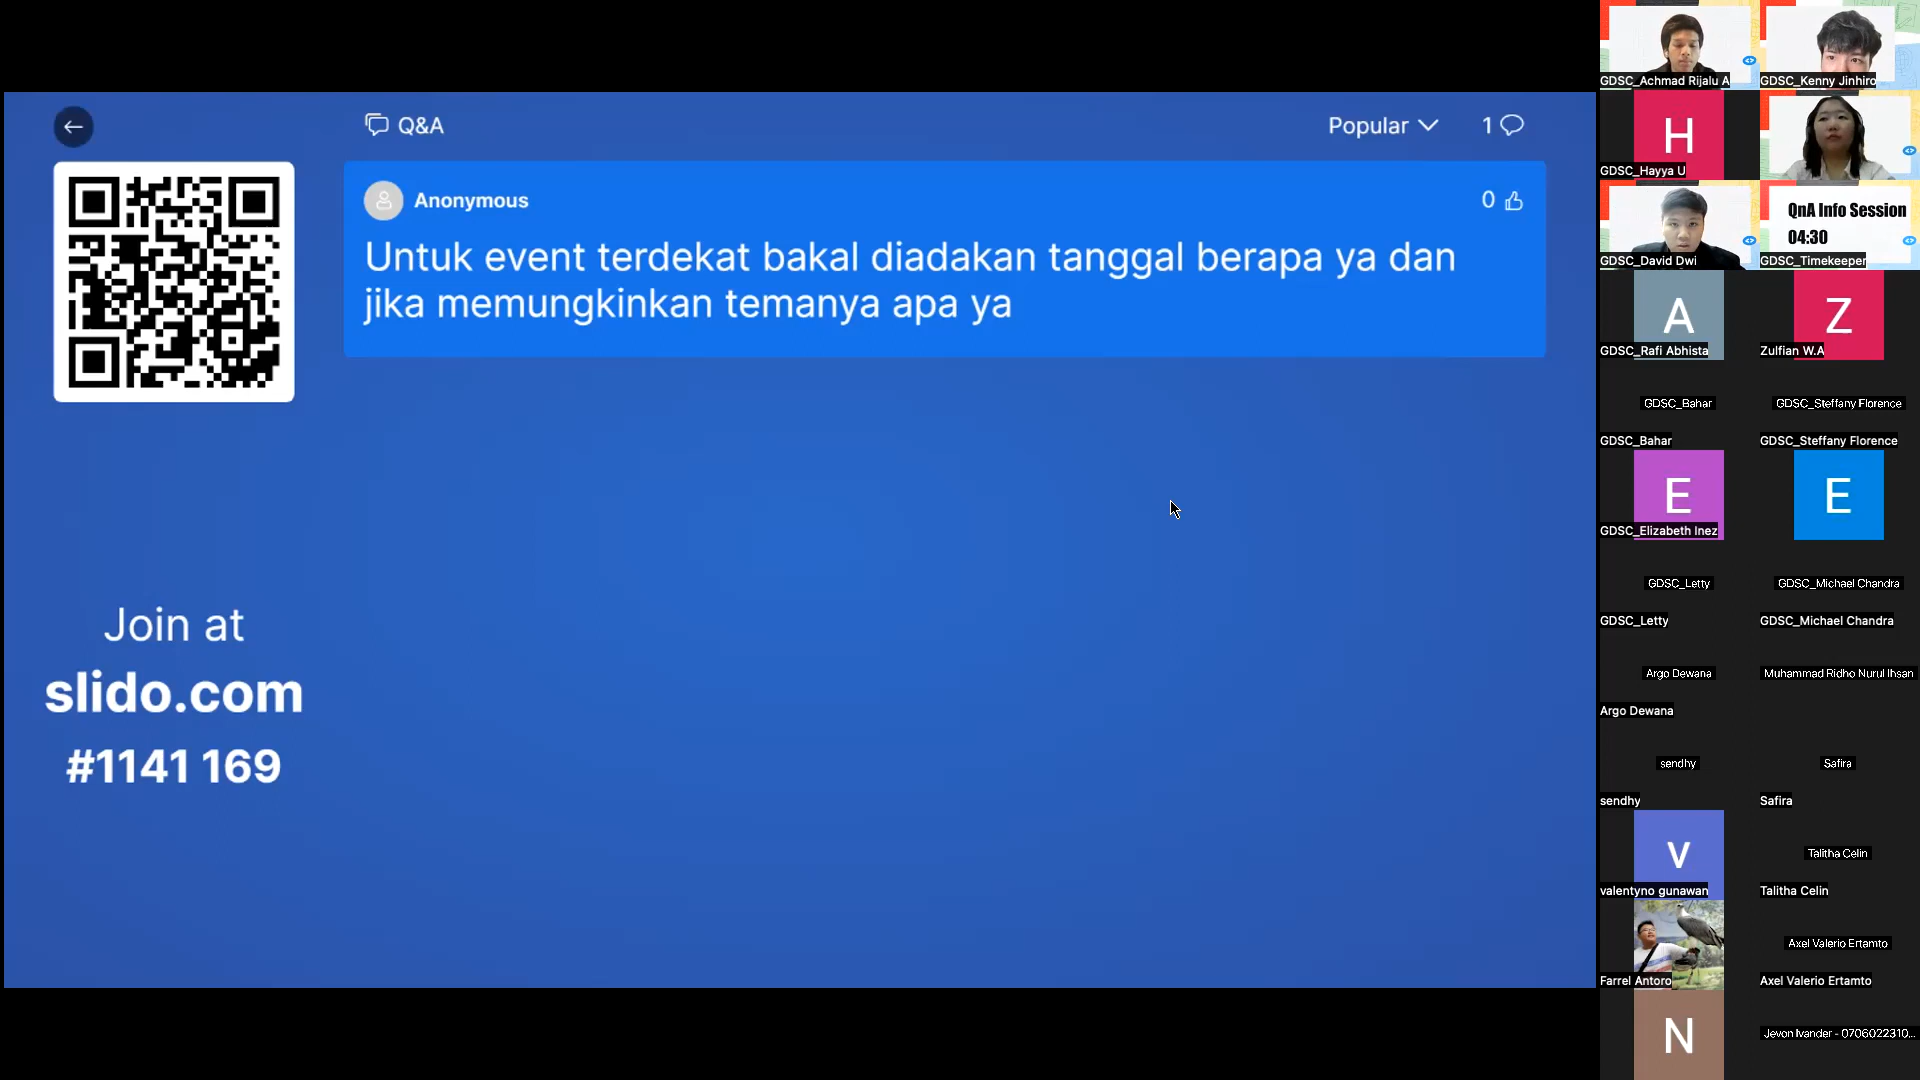 Q&A
Popular
1
Anonymous
0
Untuk event terdekat bakal diadakan tanggal berapa ya dan
jika memungkinkan temanya apa ya
Join at
slido.com
#1141 169
GDSC_Achmad Rijalu A
GDSC_Kenny Jinhiro
H
GDSC_Hayya U
GDSC_David Dwi
QnA Info Session
04:30
GDSC_Timekeeper
A
GDSC_Rafi Abhista
Z
Zulfian W.A
GDSC_Bahar
GDSC_Bahar
GDSC_Steffany Florence
GDSC_Steffany Florence
E
GDSC_Elizabeth Inez
E
GDSC_Letty
GDSC_Letty
GDSC_Michael Chandra
GDSC_Michael Chandra
Argo Dewana
Argo Dewana
Muhammad Ridho Nurul Ihsan
sendhy
sendhy
Safira
Safira
v
valentyno gunawan
Talitha Celin
Talitha Celin
Farrel Antoro
Axel Valerio Ertamto
Axel Valerio Ertamto
N
Jevon Ivander - 0706022310...